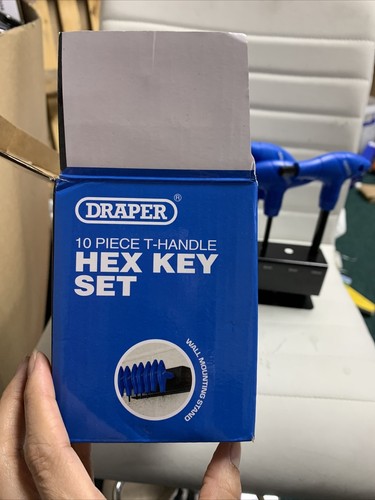 DRAPER®
10 PIECE T-HANDLE
HEX KEY
SET
WALL MOUNTING STAND